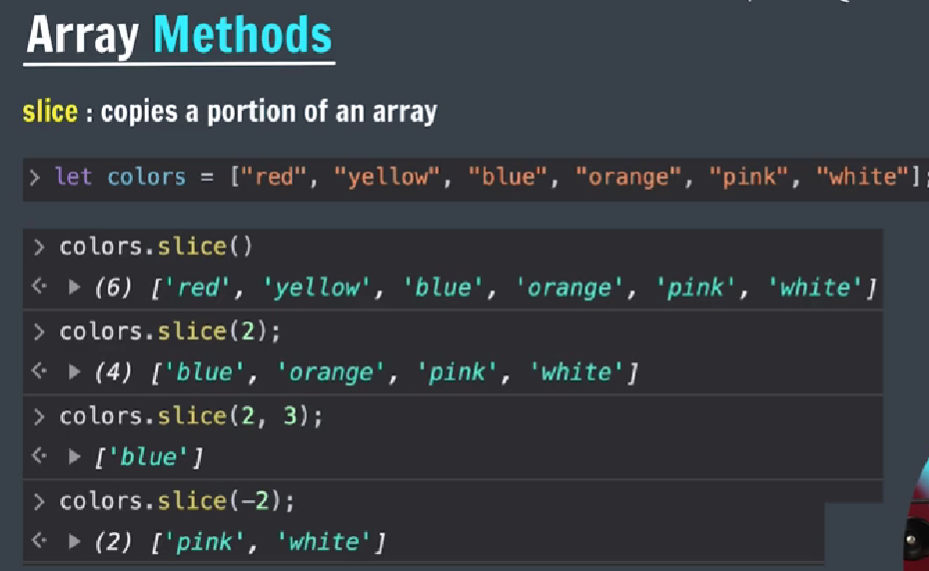 Array Methods
slice : copies a portion of an array
> let colors = ["red", "yellow", "blue", "orange", "pink", "white"];
> colors.slice()
(6) ['red', 'yellow', 'blue', 'orange', 'pink', 'white']
> colors.slice(2);
(4) ['blue', 'orange', 'pink', 'white']
> colors.slice(2, 3);
['blue']
> colors.slice(-2);
(2) ['pink', 'white']